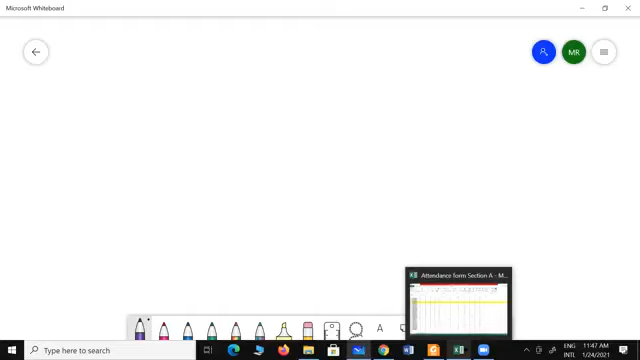 Microsoft Whiteboard
MR
Attendance form Section A - M...
A
Type here to search
ENG
INTL
11:47 AM
1/24/2021